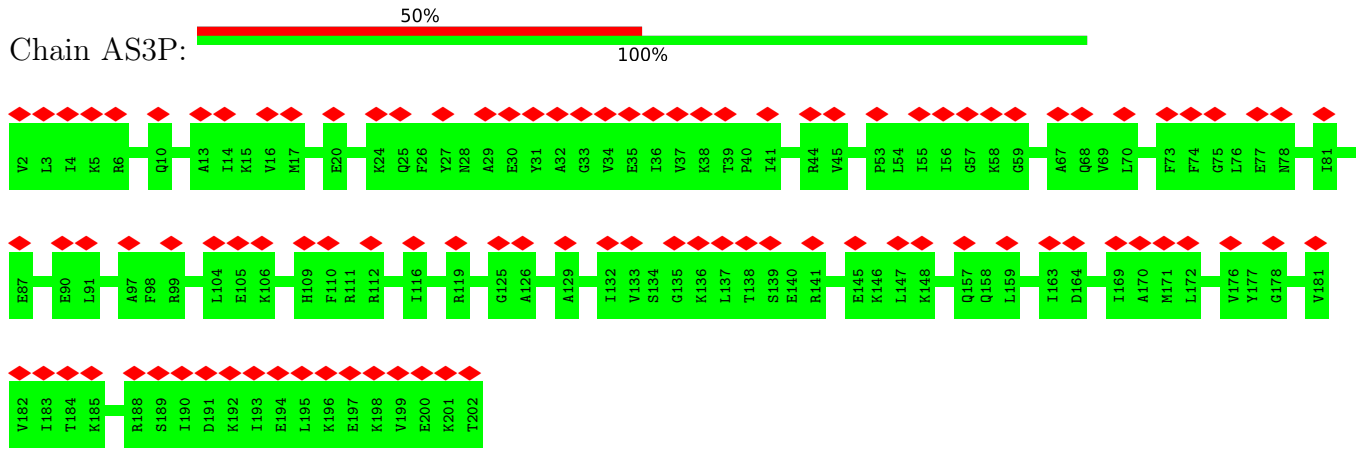 50%
Chain AS3P:
100%
V2 L3 I4 K5 R6 Q10 A13 I14 K15 V16 M17 E20 K24 Q25 F26 Y27 N28 A29 E30 Y31 A32 G33 V34 E35 I36 V37 K38 T39 P40 I41 R44 V45 P53 L54 I55 I56 G57 K58 G59 A67 Q68 V69 L70 F73 F74 G75 L76 E77 N78 I81
E87 E90 L91 A97 F98 R99 L104 E105 K106 H109 F110 R111 R112 I116 R119 G125 A126 A129 I132 V133 S134 G135 K136 L137 T138 S139 E140 R141 E145 K146 L147 K148 Q157 Q158 L159 I163 D164 I169 A170 M171 L172 V176 Y177 G178 V181
V182 I183 T184 K185 R188 S189 I190 D191 K192 I193 E194 L195 K196 E197 K198 V199 E200 K201 T202